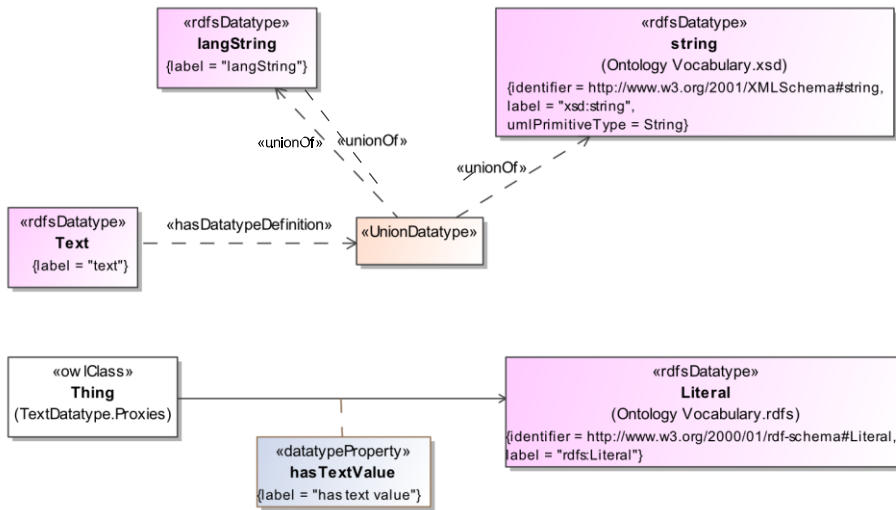 «rdfsDatatype»
langString
{label = "langString"}
«rdfsDatatype»
string
(Ontology Vocabulary.xsd)
{identifier = http://www.w3.org/2001/XMLSchema#string,
label = "xsd:string",
umlPrimitiveType = String}
«unionOf»
«unionOf»
«unionOf»
«rdfsDatatype»
Text
{label = "text"}
«hasDatatypeDefinition»
«UnionDatatype»
«owlClass»
Thing
(TextDatatype.Proxies)
«rdfsDatatype»
Literal
(Ontology Vocabulary.rdfs)
{identifier = http://www.w3.org/2000/01/rdf-schema#Literal,
label = "rdfs:Literal"}
«datatypeProperty»
hasTextValue
{label = "has text value"}